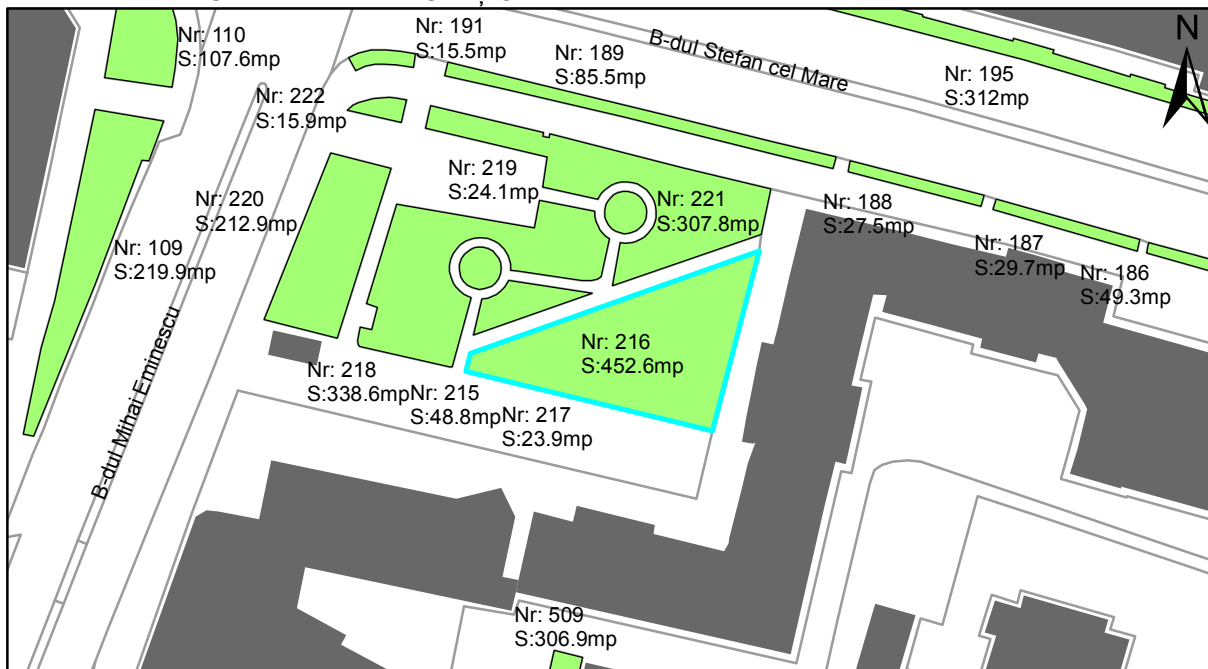 Nr: 110
S:107.6mp
Nr: 191
S:15.5mp
Nr: 189
S:85.5mp
B-dul Stefan cel Mare
Nr: 195
S:312mp
N
Nr: 222
S:15.9mp
Nr: 219
S:24.1mp
Nr: 220
S:212.9mp
Nr: 221
S:307.8mp
Nr: 188
S:27.5mp
Nr: 109
S:219.9mp
Nr: 187
S:29.7mp
Nr: 186
S:49.3mp
Nr: 216
S:452.6mp
Nr: 218
S:338.6mp
Nr: 215
S:48.8mp
Nr: 217
S:23.9mp
B-dul Mihai Eminescu
Nr: 509
S:306.9mp